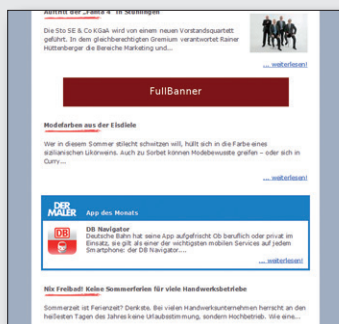 Auftritt der „Fenta 4" in Stühlingen
Die Sto SE & Co KGaA wird von einem neuen Vorstandsquartett
geführt. In dem gleichberechtigten Gremium verantwortet Rainer
Hüttenberger die Bereiche Marketing und...
... weiterlesen!
FullBanner
Modefarben aus der Eisdiele
Wer in diesem Sommer stilecht schwitzen will, hüllt sich in die Farbe eines
sizilianischen Likörweins. Auch zu Sorbet können Modebewusste greifen – oder sich in
Curry...
... weiterlesen!
DER
MALER
App des Monats
DB
DB Navigator
Deutsche Bahn hat seine App aufgefrischt Ob beruflich oder privat im
Einsatz, sie gilt als einer der wichtigsten mobilen Services auf jedem
Smartphone: der DB Navigator....
... weiterlesen!
Nix Freibad! Keine Sommerferien für viele Handwerksbetriebe
Sommerzeit ist Ferienzeit? Denkste. Bei vielen Handwerksunternehmen herrscht an den
heißesten Tagen des Jahres keine Urlaubsstimmung, sondern Hochbetrieb. Wie eine...